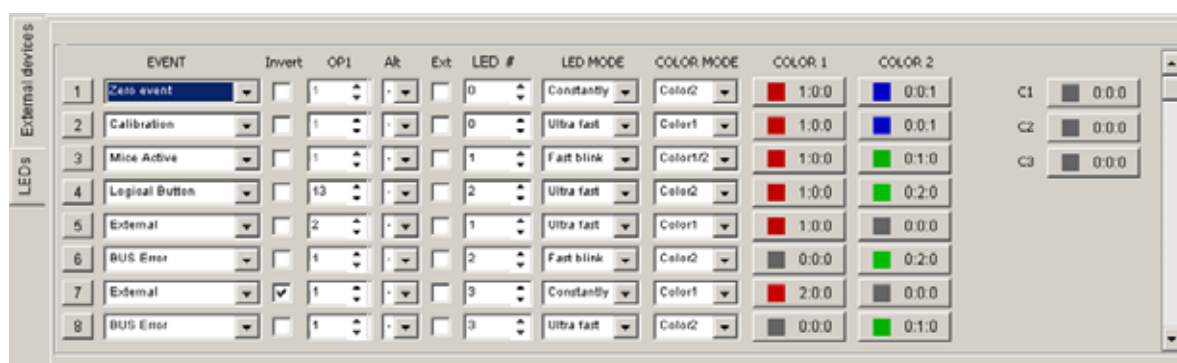 External devices
LEDs
EVENT Invert OP1 Alt Ext LED # LED MODE COLOR MODE COLOR 1 COLOR 2
1 Zero event 1 - 0 Constantly Color2 1:0:0 0:0:1 C1 0:0:0
2 Calibration 1 - 0 Ultra fast Color1 1:0:0 0:0:1 C2 0:0:0
3 Mice Active 1 - 1 Fast blink Color1/2 1:0:0 0:1:0 C3 0:0:0
4 Logical Button 13 - 2 Ultra fast Color2 1:0:0 0:2:0
5 External 2 - 1 Ultra fast Color1 1:0:0 0:0:0
6 BUS Error 1 - 2 Fast blink Color2 0:0:0 0:2:0
7 External 1 - 3 Constantly Color1 2:0:0 0:0:0
8 BUS Error 1 - 3 Ultra fast Color2 0:0:0 0:1:0